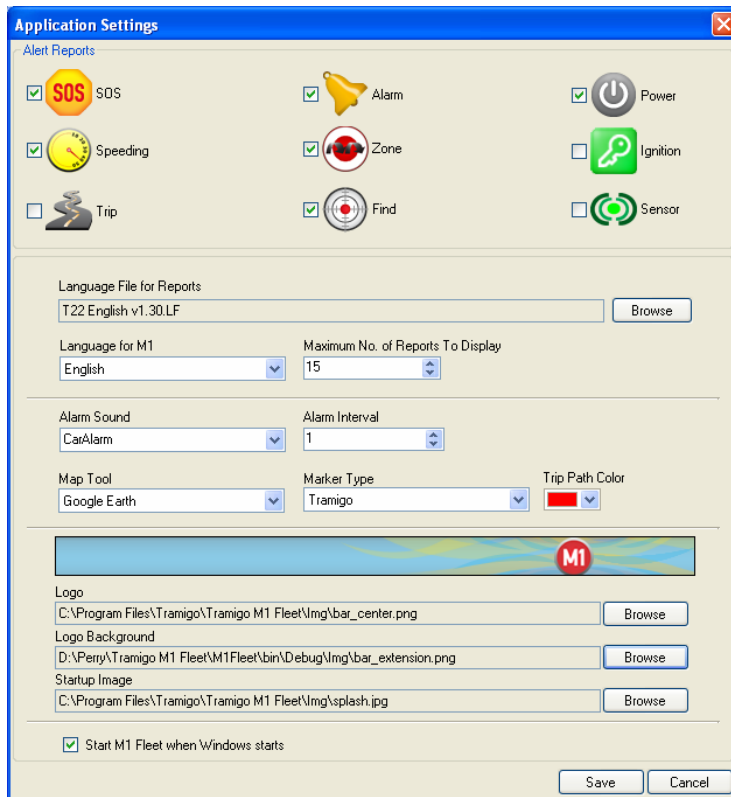 Application Settings
Alert Reports
SOS SOS
Alarm
Power
Speeding
Zone
Ignition
Trip
Find
Sensor
Language File for Reports
T22 English v1.30.LF
Browse
Language for M1
Maximum No. of Reports To Display
English
15
Alarm Sound
Alarm Interval
CarAlarm
1
Map Tool
Marker Type
Trip Path Color
Google Earth
Tramigo
M1
Logo
C:\Program Files\Tramigo\Tramigo M1 Fleet\Img\bar_center.png
Browse
Logo Background
D:\Perry\Tramigo M1 Fleet\M1Fleet\bin\Debug\Img\bar_extension.png
Browse
Startup Image
C:\Program Files\Tramigo\Tramigo M1 Fleet\Img\splash.jpg
Browse
Start M1 Fleet when Windows starts
Save
Cancel